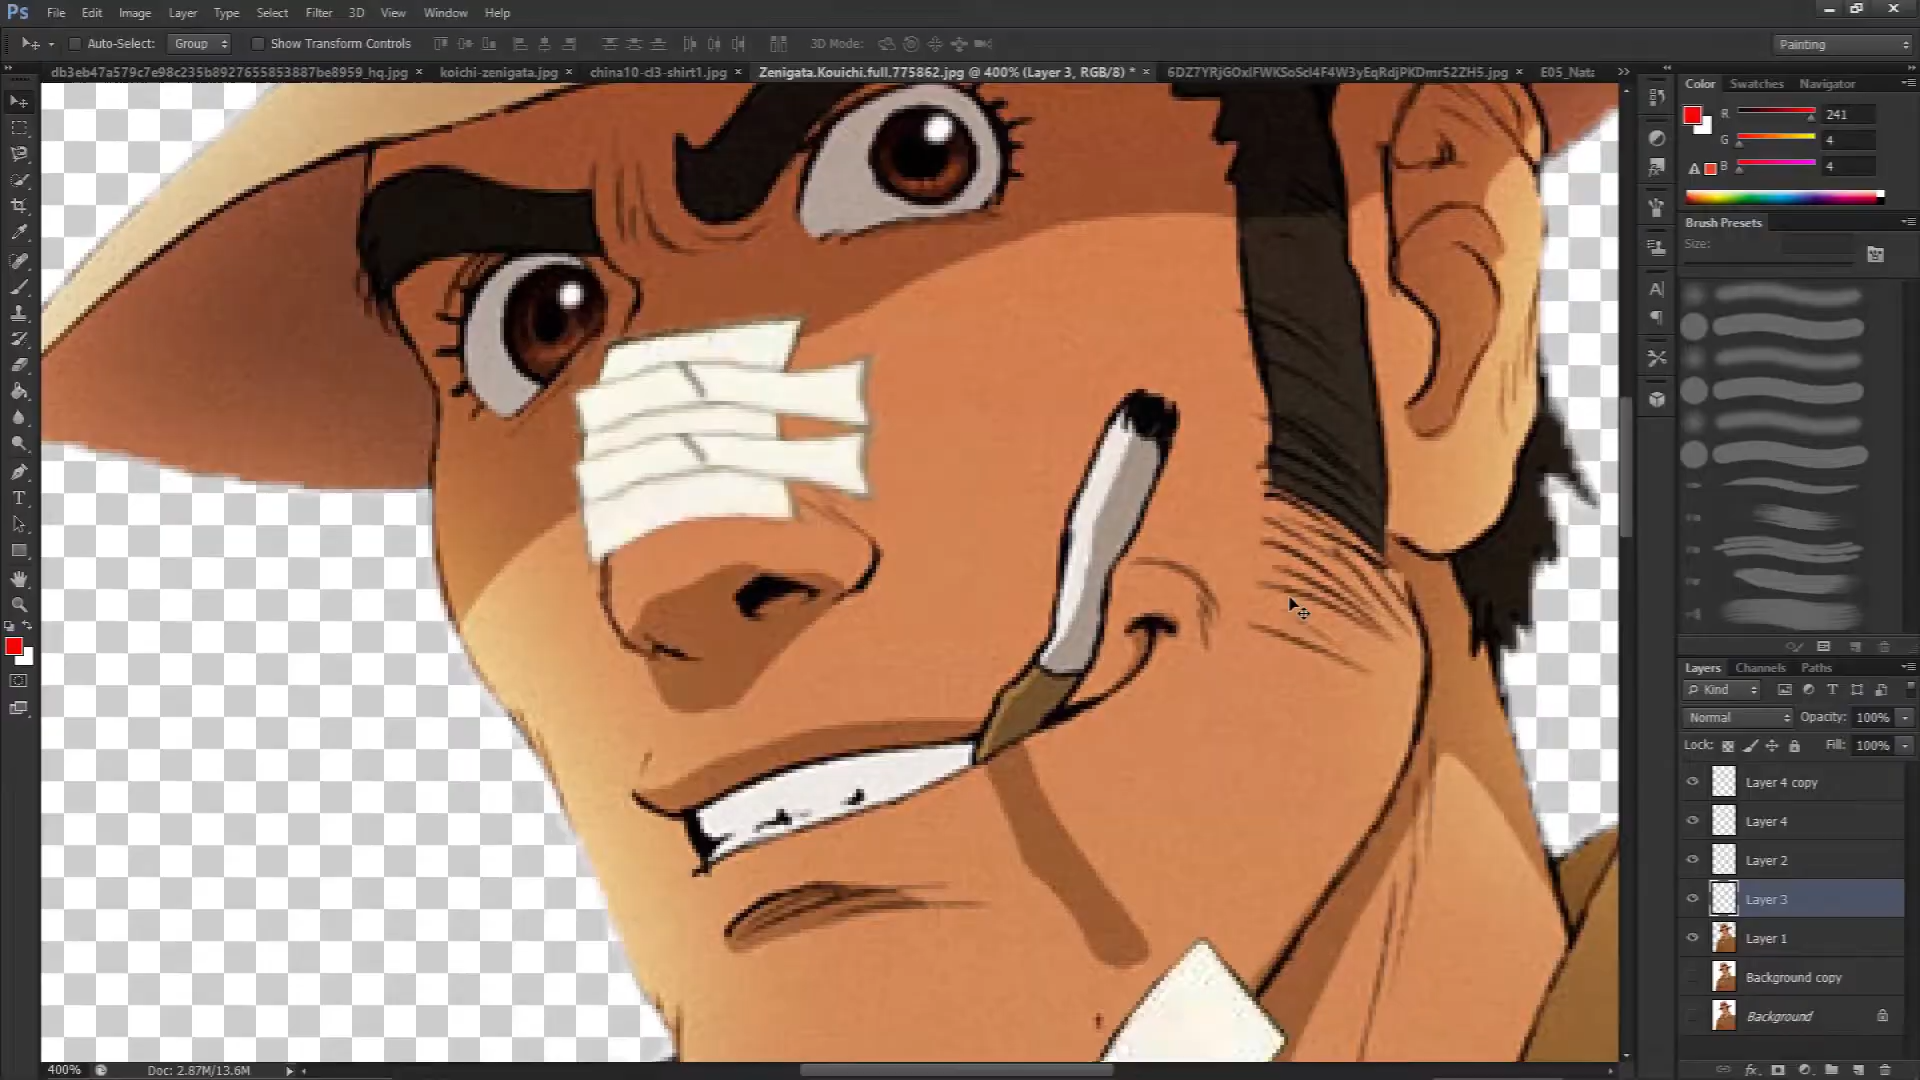 Ps File Edit Image Layer Type Select Filter 3D View Window Help
Auto-Select: Group Show Transform Controls 3D Mode: Painting
db3eb47a579c7e98c235b8927655853887be8959_hq.jpg × koichi-zenigata.jpg × china10-cl3-shirt1.jpg × Zenigata.Kouichi.full.775862.jpg @ 400% (Layer 3, RGB/8) * ×
Color Swatches Navigator
R 241
G 4
B 4
Brush Presets
Size:
Layers Channels Paths
Kind
Normal Opacity: 100%
Lock: Fill: 100%
Layer 4 copy
Layer 4
Layer 2
Layer 3
Layer 1
Background copy
Background
400% Doc: 2.87M/13.6M